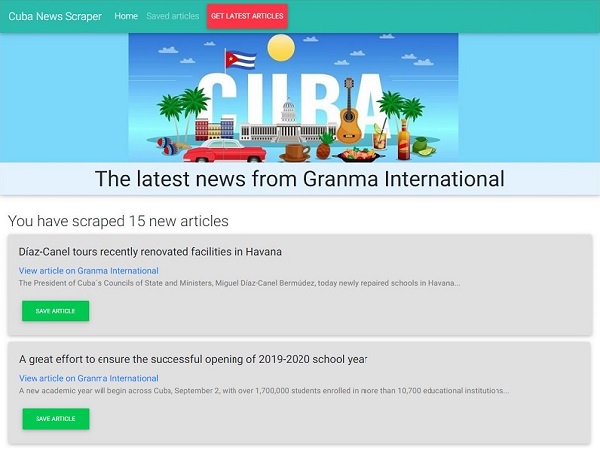 Cuba News Scraper Home Saved articles GET LATEST ARTICLES
CUBA
The latest news from Granma International
You have scraped 15 new articles
Díaz-Canel tours recently renovated facilities in Havana
View article on Granma International
The President of Cuba´s Councils of State and Ministers, Miguel Díaz-Canel Bermúdez, today newly repaired schools in Havana...
SAVE ARTICLE
A great effort to ensure the successful opening of 2019-2020 school year
View article on Granma International
A new academic year will begin across Cuba, September 2, with over 1,700,000 students enrolled in more than 10,700 educational institutions...
SAVE ARTICLE